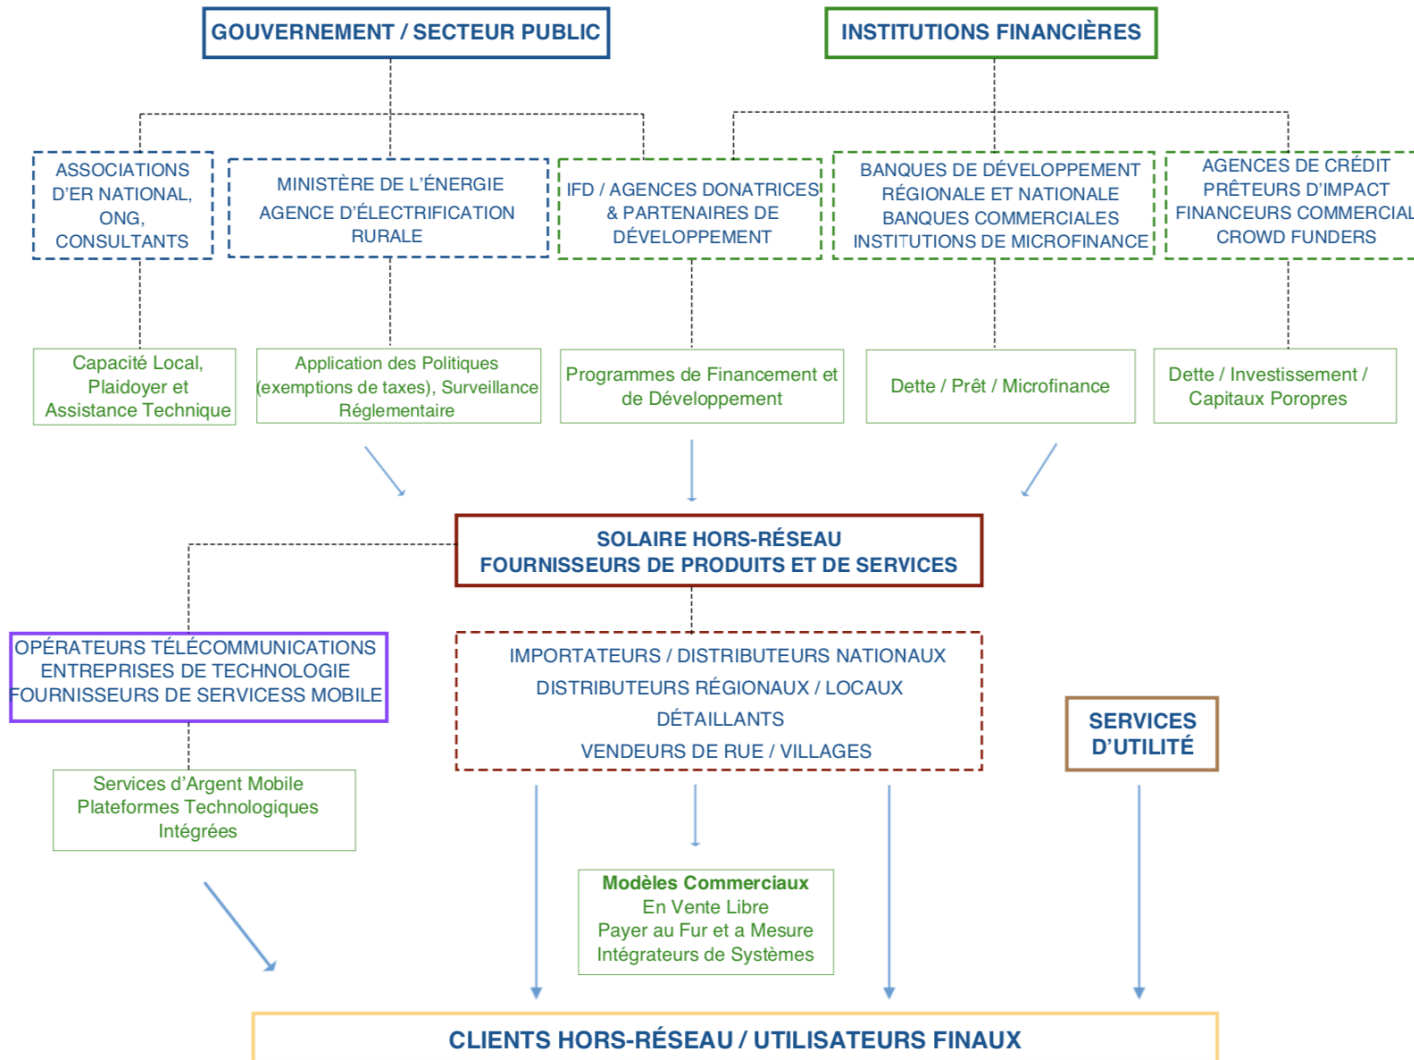 GOUVERNEMENT / SECTEUR PUBLIC
INSTITUTIONS FINANCIÈRES
ASSOCIATIONS
D'ER NATIONAL,
ONG,
CONSULTANTS
MINISTÈRE DE L'ÉNERGIE
AGENCE D'ÉLECTRIFICATION
RURALE
IFD / AGENCES DONATRICES
& PARTENAIRES DE
DÉVELOPPEMENT
BANQUES DE DÉVELOPPEMENT
RÉGIONALE ET NATIONALE
BANQUES COMMERCIALES
INSTITUTIONS DE MICROFINANCE
AGENCES DE CRÉDIT
PRÊTEURS D'IMPACT
FINANCEURS COMMERCIAL
CROWD FUNDERS
Capacité Local,
Plaidoyer et
Assistance Technique
Application des Politiques
(exemptions de taxes), Surveillance
Réglementaire
Programmes de Financement et
de Développement
Dette / Prêt / Microfinance
Dette / Investissement /
Capitaux Poropres
SOLAIRE HORS-RÉSEAU
FOURNISSEURS DE PRODUITS ET DE SERVICES
OPÉRATEURS TÉLÉCOMMUNICATIONS
ENTREPRISES DE TECHNOLOGIE
FOURNISSEURS DE SERVICESS MOBILE
IMPORTATEURS / DISTRIBUTEURS NATIONAUX
DISTRIBUTEURS RÉGIONAUX / LOCAUX
DÉTAILLANTS
VENDEURS DE RUE / VILLAGES
SERVICES
D'UTILITÉ
Services d'Argent Mobile
Plateformes Technologiques
Intégrées
Modèles Commerciaux
En Vente Libre
Payer au Fur et a Mesure
Intégrateurs de Systèmes
CLIENTS HORS-RÉSEAU / UTILISATEURS FINAUX